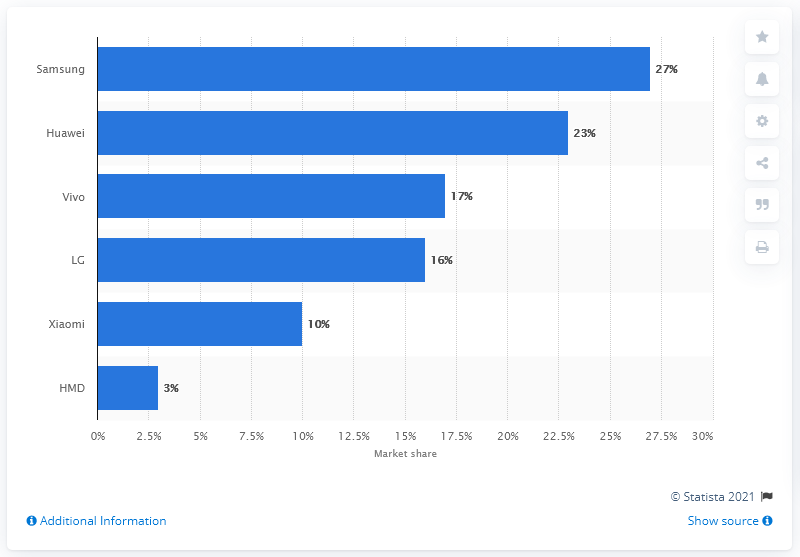 Samsung 27%
Huawei 23%
Vivo 17%
LG 16%
Xiaomi 10%
HMD 3%
0% 2.5% 5% 7.5% 10% 12.5% 15% 17.5% 20% 22.5% 25% 27.5% 30%
Market share
© Statista 2021
Additional Information Show source